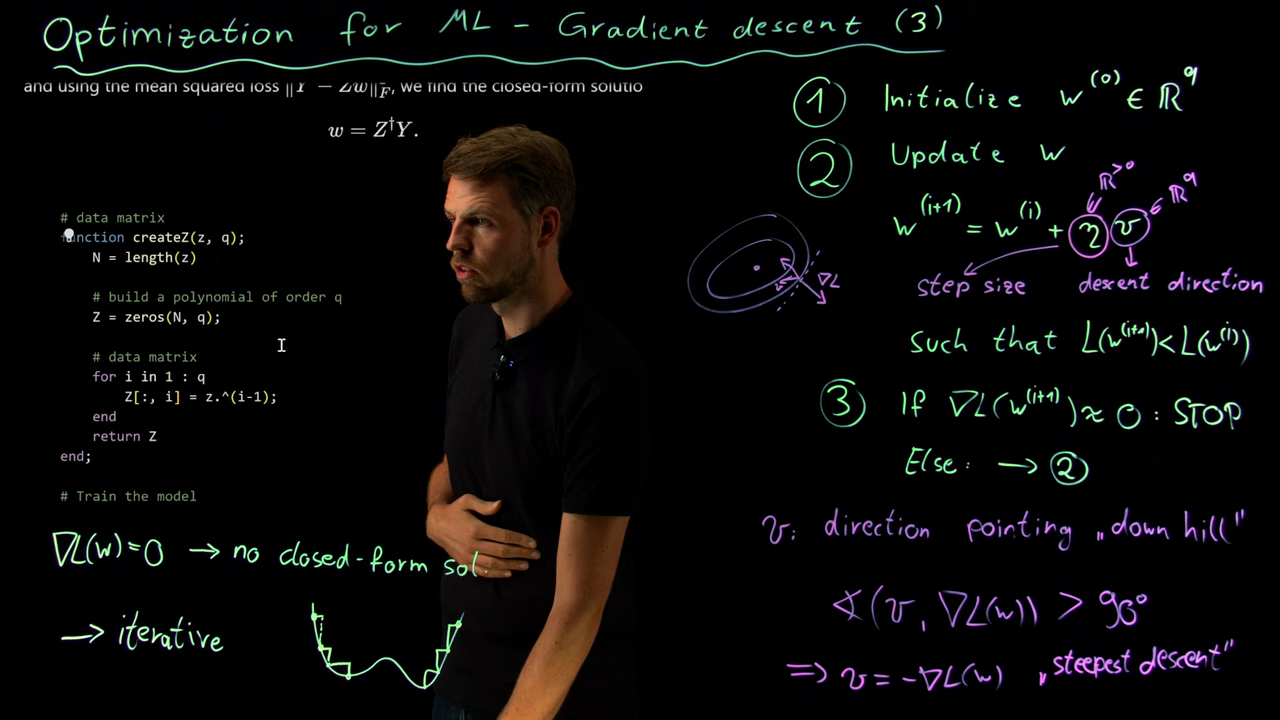 Optimization for ML - Gradient descent (3)
and using the mean squared loss ‖Y − Zw‖²_F, we find the closed-form solutio
w = Z†Y.
# data matrix
function createZ(z, q);
N = length(z)
# build a polynomial of order q
Z = zeros(N, q);
# data matrix
for i in 1 : q
Z[:, i] = z.^(i-1);
end
return Z
end;
# Train the model
∇L(w)=0 → no closed-form sol
→ iterative
① Initialize w^(0) ∈ ℝ^q
② Update w
ℝ^>0
ℝ^q
w^(i+1) = w^(i) + η v
step size
descent direction
∇L
such that L(w^(i+1)) < L(w^(i))
③ If ∇L(w^(i+1)) ≈ 0 : STOP
Else: → ②
v: direction pointing „down hill"
∢(v, ∇L(w)) > 90°
⇒ v = -∇L(w) „steepest descent"